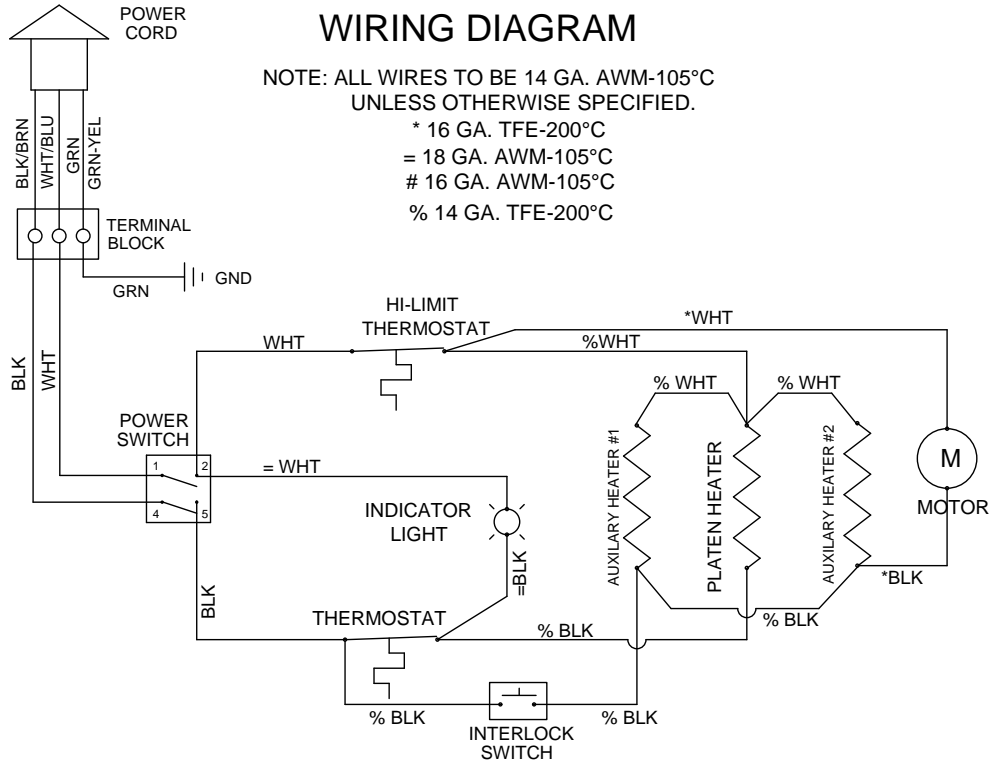 POWER
CORD
WIRING DIAGRAM
NOTE: ALL WIRES TO BE 14 GA. AWM-105°C
UNLESS OTHERWISE SPECIFIED.
* 16 GA. TFE-200°C
= 18 GA. AWM-105°C
# 16 GA. AWM-105°C
% 14 GA. TFE-200°C
BLK/BRN
WHT/BLU
GRN
GRN-YEL
TERMINAL
BLOCK
GRN
GND
BLK
WHT
HI-LIMIT
THERMOSTAT
WHT
*WHT
%WHT
% WHT
% WHT
POWER
SWITCH
1
2
4
5
= WHT
INDICATOR
LIGHT
=BLK
AUXILARY HEATER #1
PLATEN HEATER
AUXILARY HEATER #2
M
MOTOR
*BLK
BLK
THERMOSTAT
% BLK
% BLK
% BLK
% BLK
INTERLOCK
SWITCH